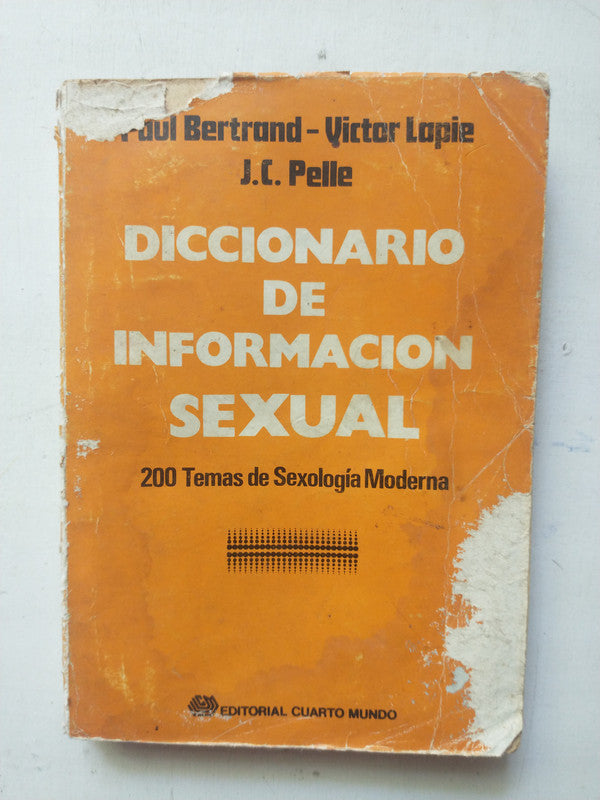 Paul Bertrand - Victor Lapie
J.C. Pelle
DICCIONARIO
DE
INFORMACION
SEXUAL
200 Temas de Sexología Moderna
EDITORIAL CUARTO MUNDO